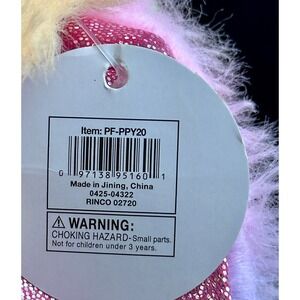 Item: PF-PPY20
0 97138 95160 1
Made in Jining, China
0425-04322
RINCO 02720
⚠ WARNING:
CHOKING HAZARD-Small parts.
Not for children under 3 years.